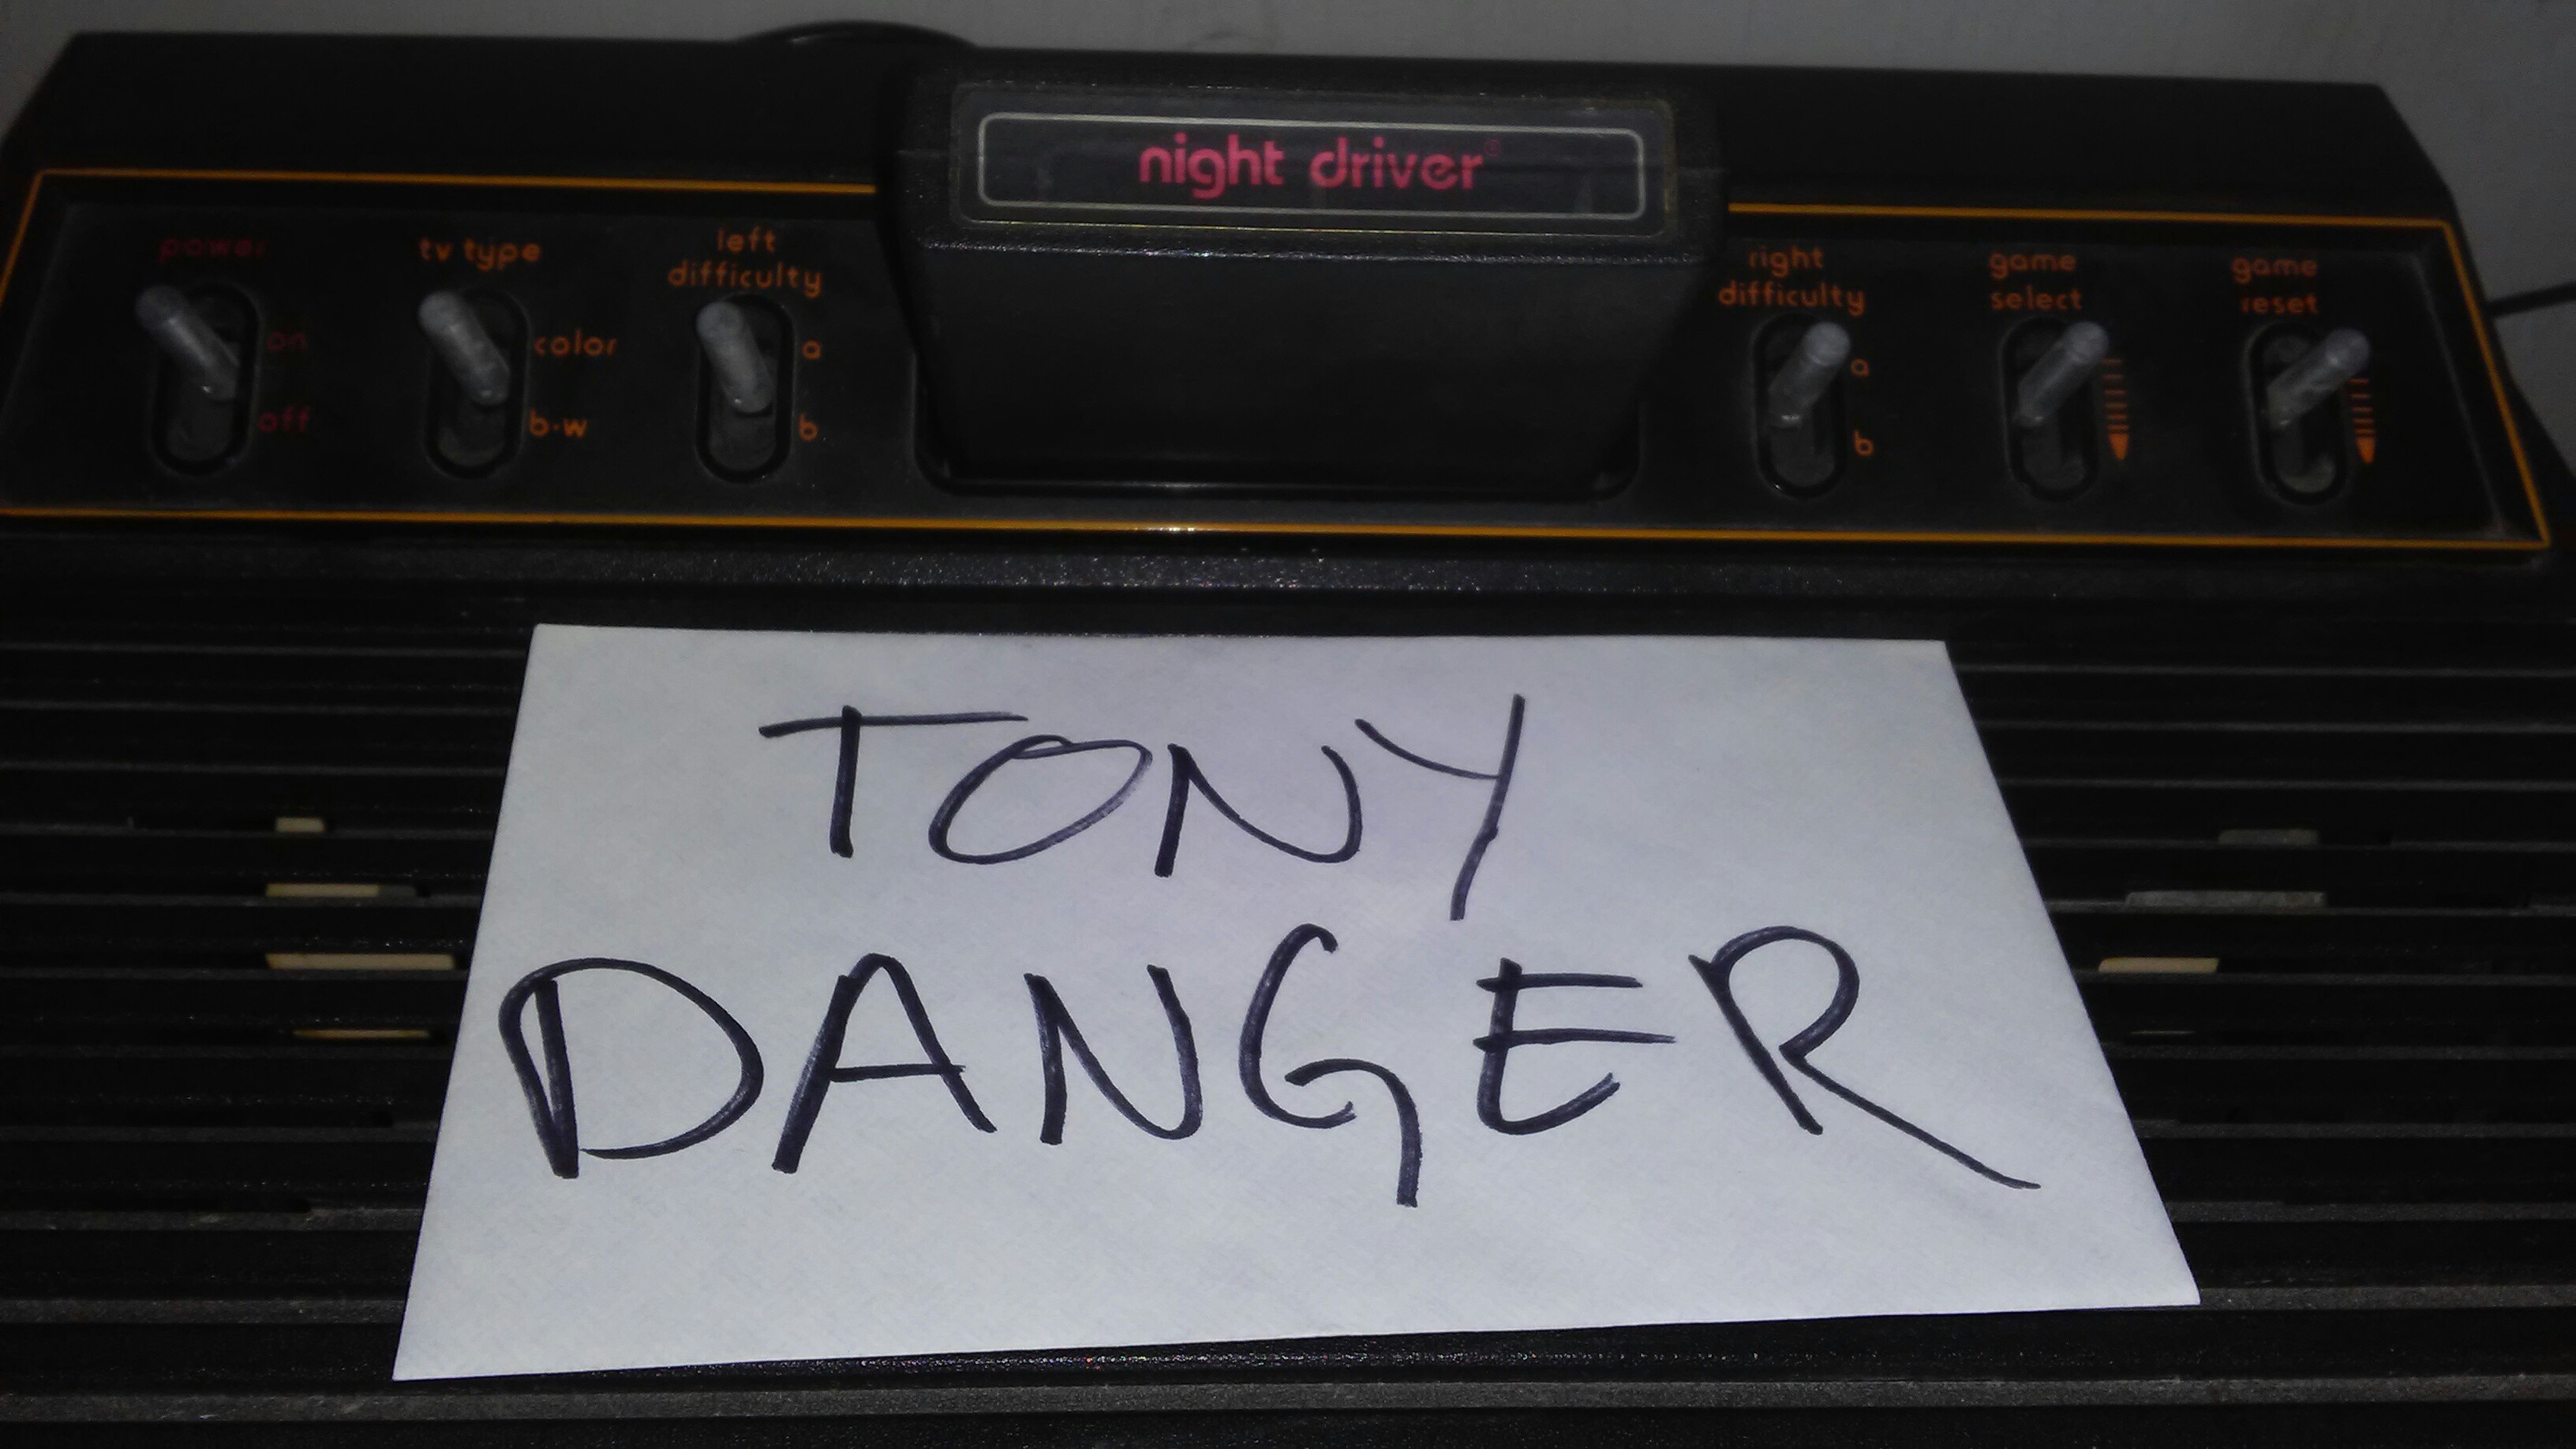 night driver®
power
on
off
tv type
color
b·w
left
difficulty
a
b
right
difficulty
a
b
game
select
game
reset
TONY
DANGER